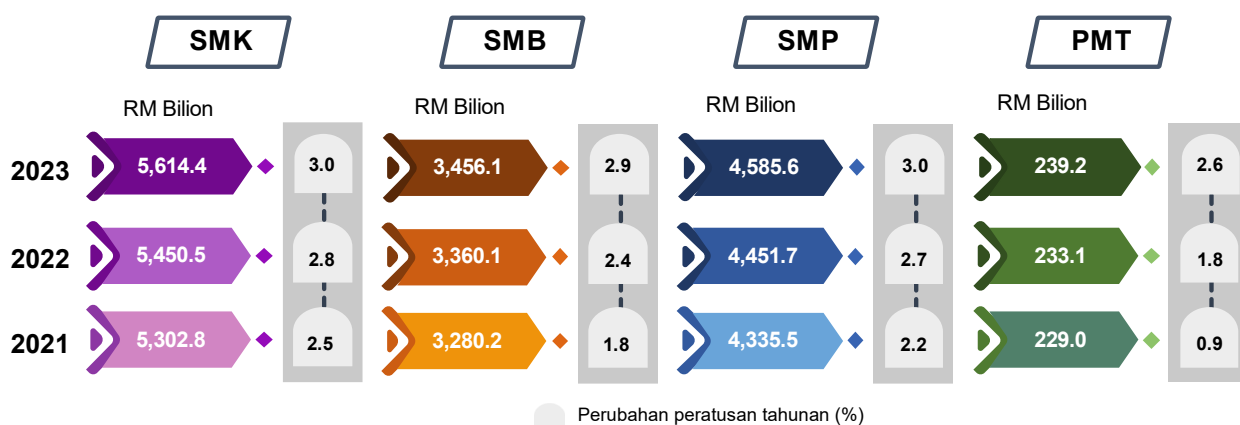 SMK SMB SMP PMT
RM Bilion RM Bilion RM Bilion RM Bilion
2023 5,614.4 3.0 3,456.1 2.9 4,585.6 3.0 239.2 2.6
2022 5,450.5 2.8 3,360.1 2.4 4,451.7 2.7 233.1 1.8
2021 5,302.8 2.5 3,280.2 1.8 4,335.5 2.2 229.0 0.9
Perubahan peratusan tahunan (%)